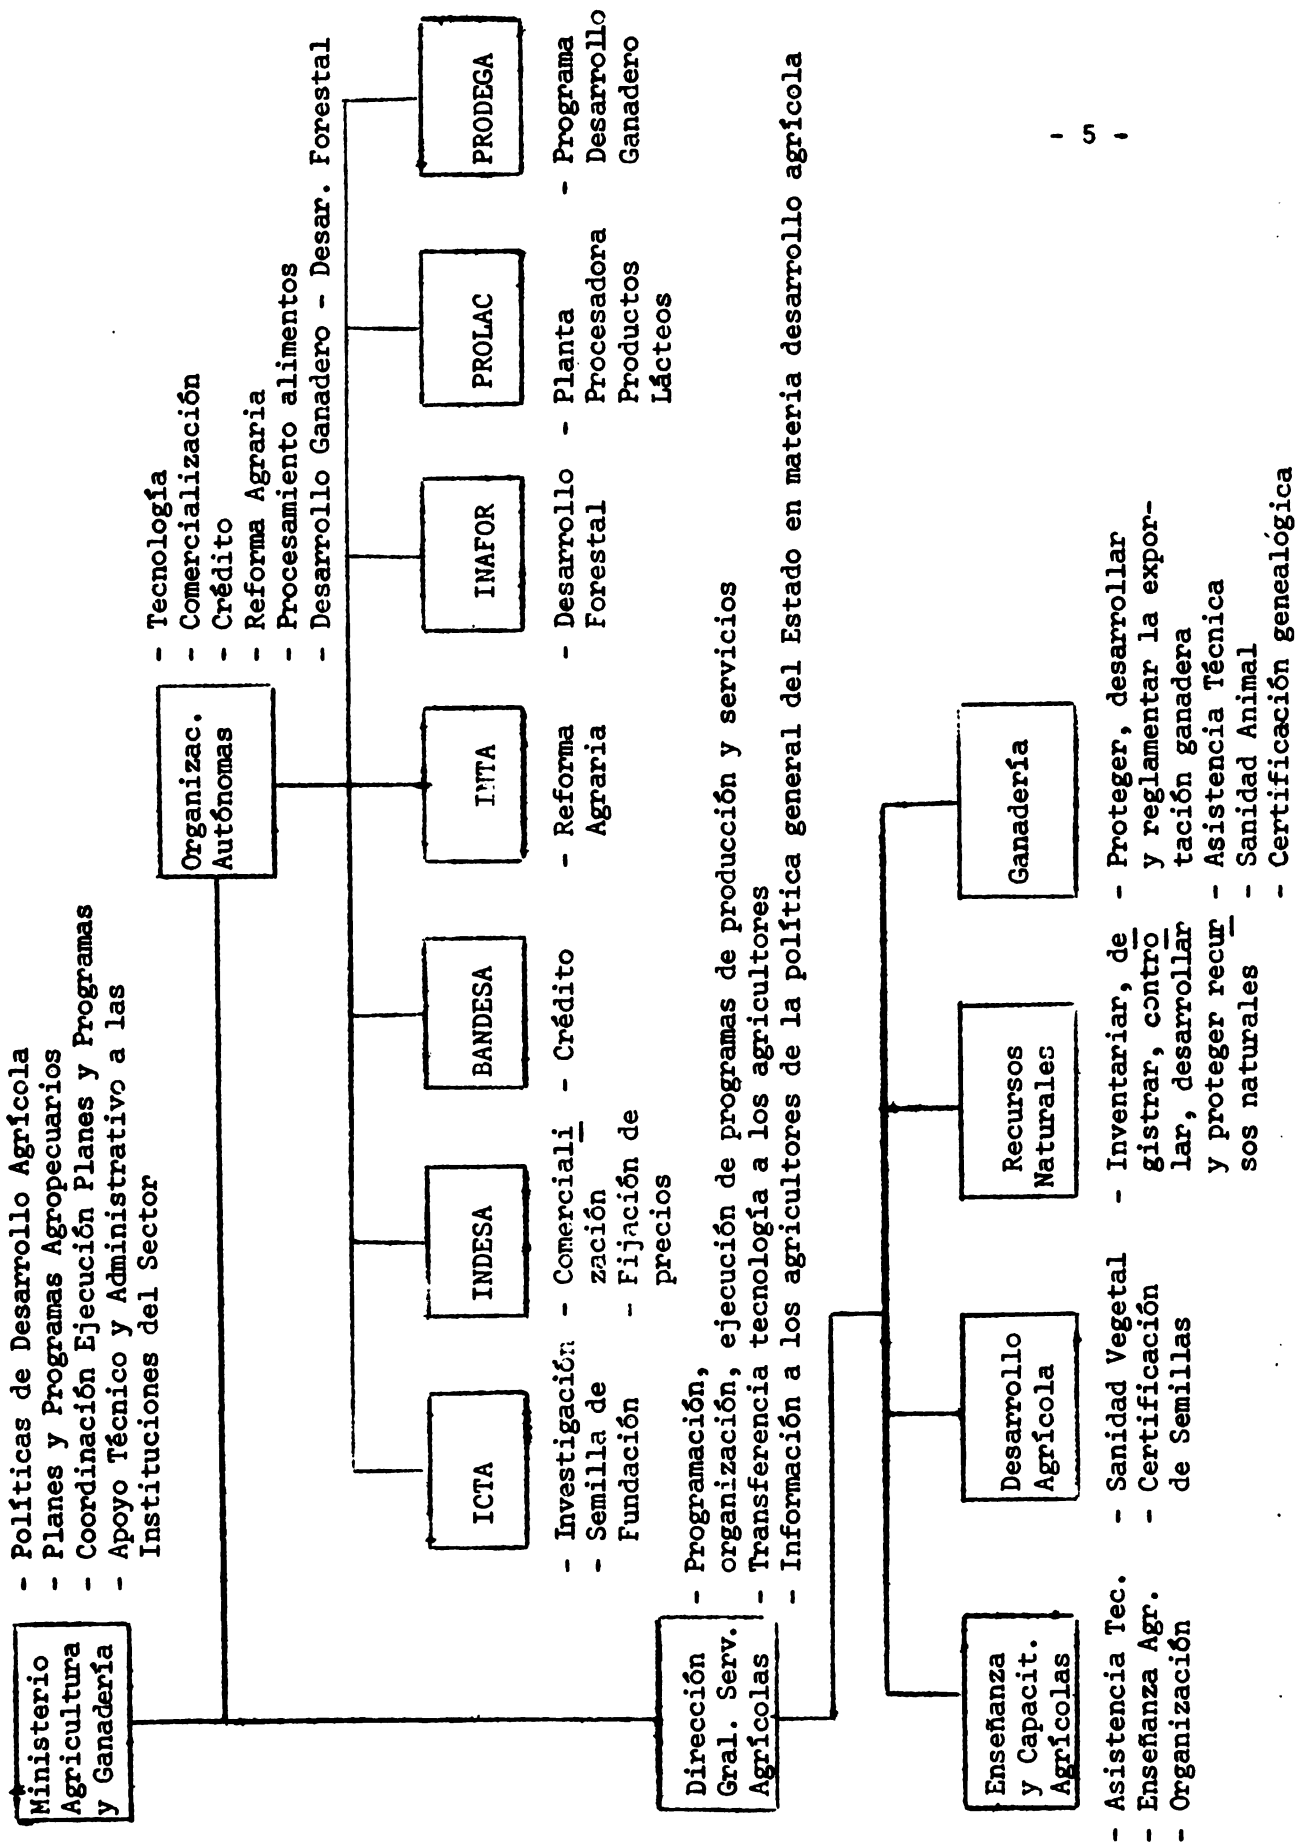 Ministerio
Agricultura
y Ganadería
- Políticas de Desarrollo Agrícola
- Planes y Programas Agropecuarios
- Coordinación Ejecución Planes y Programas
- Apoyo Técnico y Administrativo a las
Instituciones del Sector
Organizac.
Autónomas
- Tecnología
- Comercialización
- Crédito
- Reforma Agraria
- Procesamiento alimentos
- Desarrollo Ganadero - Desar. Forestal
ICTA
- Investigación
- Semilla de
Fundación
INDESA
- Comerciali
zación
- Fijación de
precios
BANDESA
- Crédito
INTA
- Reforma
Agraria
INAFOR
- Desarrollo
Forestal
PROLAC
- Planta
Procesadora
Productos
Lácteos
PRODEGA
- Programa
Desarrollo
Ganadero
Dirección
Gral. Serv.
Agrícolas
- Programación,
organización, ejecución de programas de producción y servicios
- Transferencia tecnología a los agricultores
- Información a los agricultores de la política general del Estado en materia desarrollo agrícola
Enseñanza
y Capacit.
Agrícolas
- Asistencia Tec.
- Enseñanza Agr.
- Organización
Desarrollo
Agrícola
- Sanidad Vegetal
- Certificación
de Semillas
Recursos
Naturales
- Inventariar, de
gistrar, contro
lar, desarrollar
y proteger recur
sos naturales
Ganadería
- Proteger, desarrollar
y reglamentar la expor-
tación ganadera
- Asistencia Técnica
- Sanidad Animal
- Certificación genealógica
- 5 -